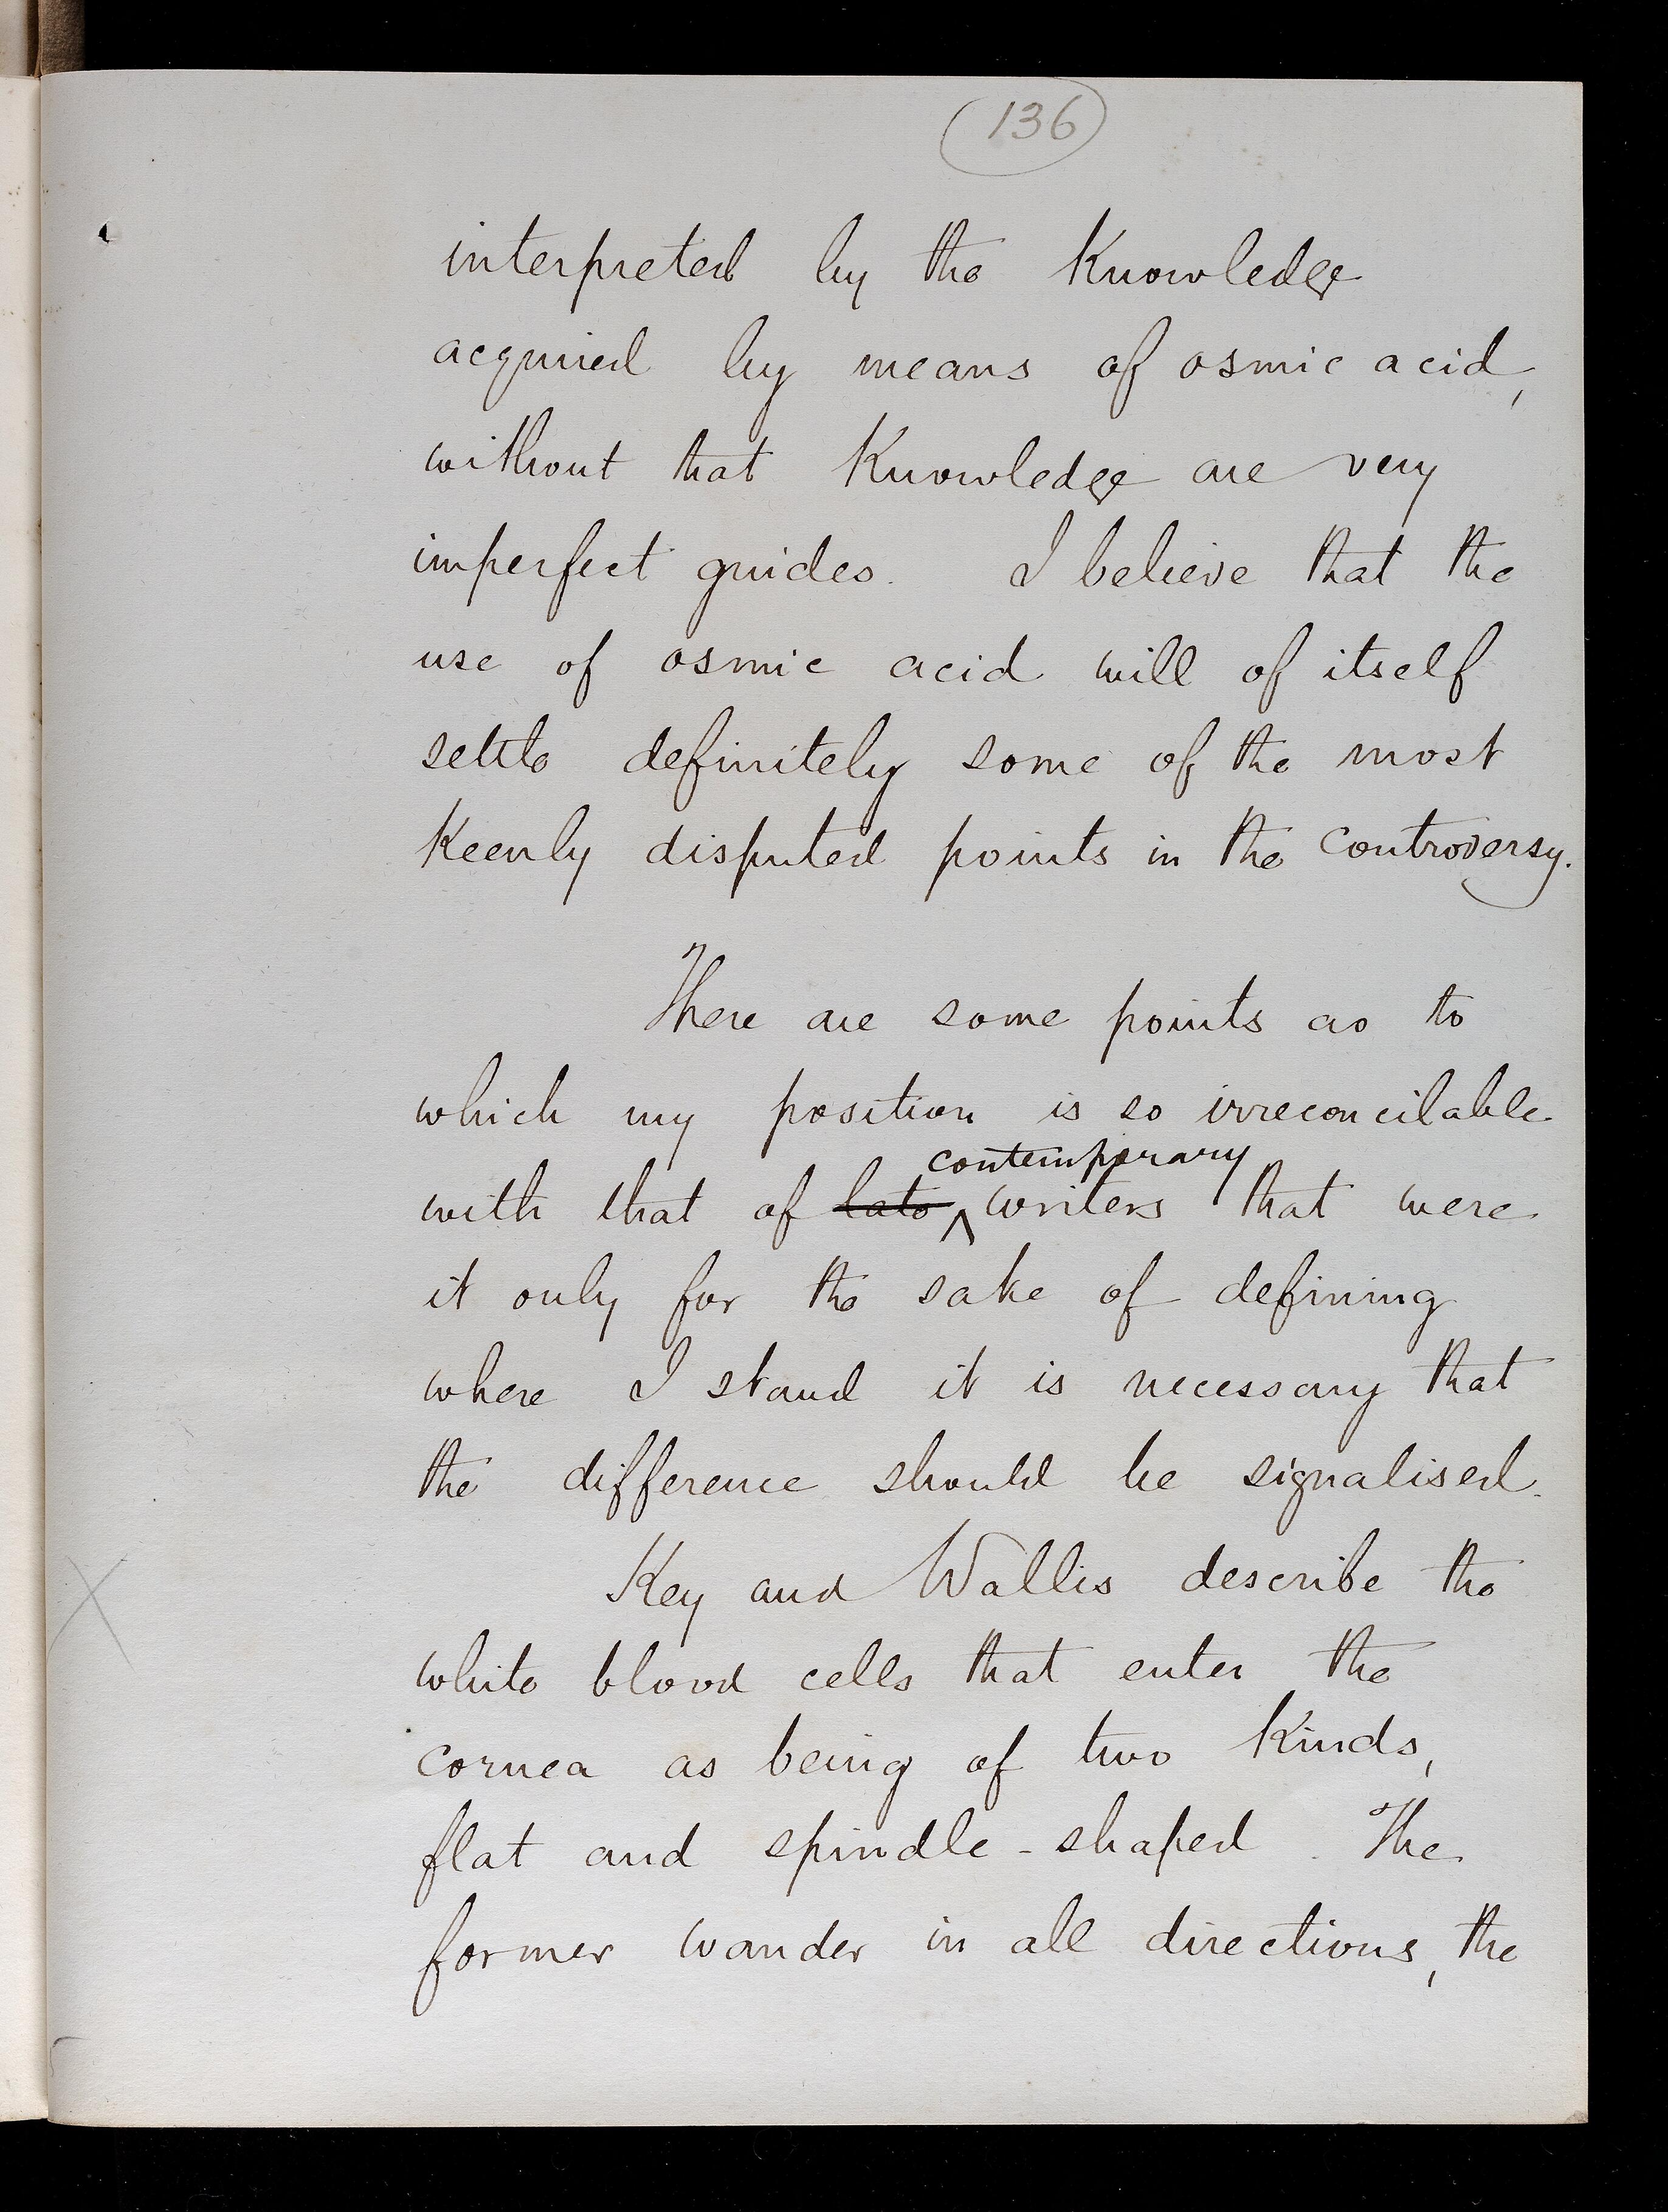 136
interpreted by the Knowledge
acquired by means of osmic acid,
without that Knowledge are very
imperfect guides. I believe that the
use of osmic acid will of itself
settle definitely some of the most
Keenly disputed points in the controversy.
There are some points as to
which my position is so irreconcilable
contemporary
with that of late writers that were
it only for the sake of defining
where I stand it is necessary that
the difference should be signalised.
Key and Wallis describe the
white blood cells that enter the
cornea as being of two Kinds,
flat and spindle-shaped. The
former wander in all directions, the